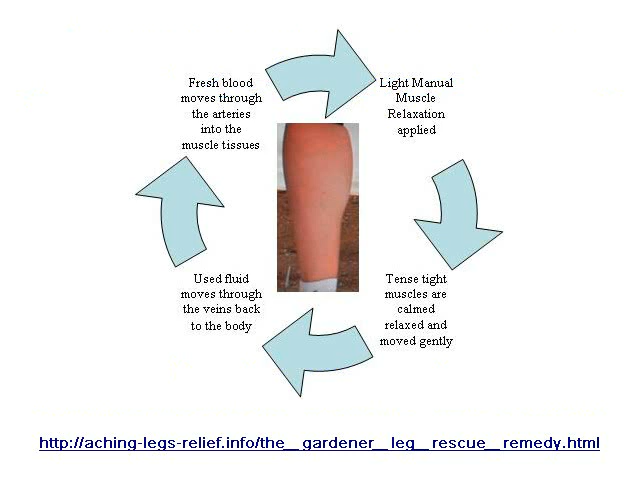 Fresh blood
moves through
the arteries
into the
muscle tissues
Light Manual
Muscle
Relaxation
applied
Tense tight
muscles are
calmed
relaxed and
moved gently
Used fluid
moves through
the veins back
to the body
http://aching-legs-relief.info/the__gardener__leg__rescue__remedy.html